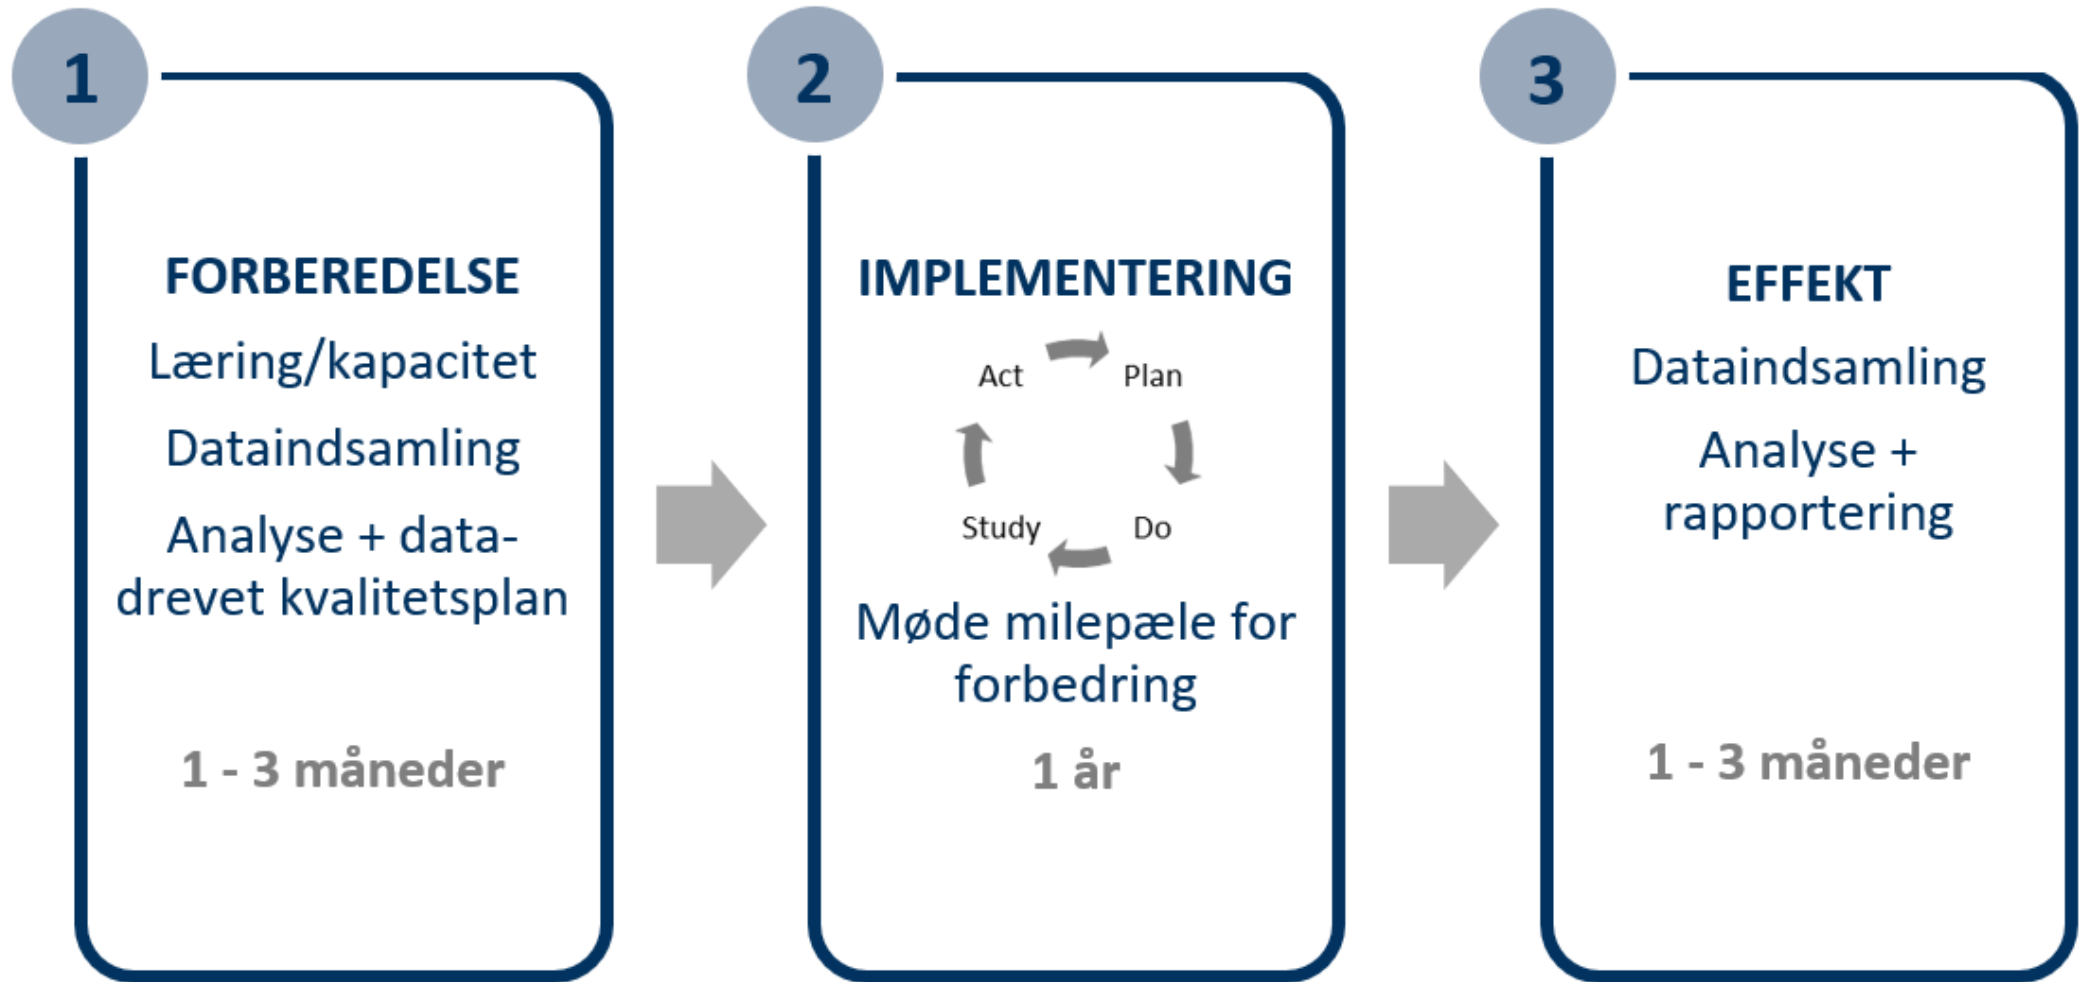 1
FORBEREDELSE
Læring/kapacitet
Dataindsamling
Analyse + data-
drevet kvalitetsplan
1 - 3 måneder
2
IMPLEMENTERING
Act
Plan
Study
Do
Møde milepæle for
forbedring
1 år
3
EFFEKT
Dataindsamling
Analyse +
rapportering
1 - 3 måneder